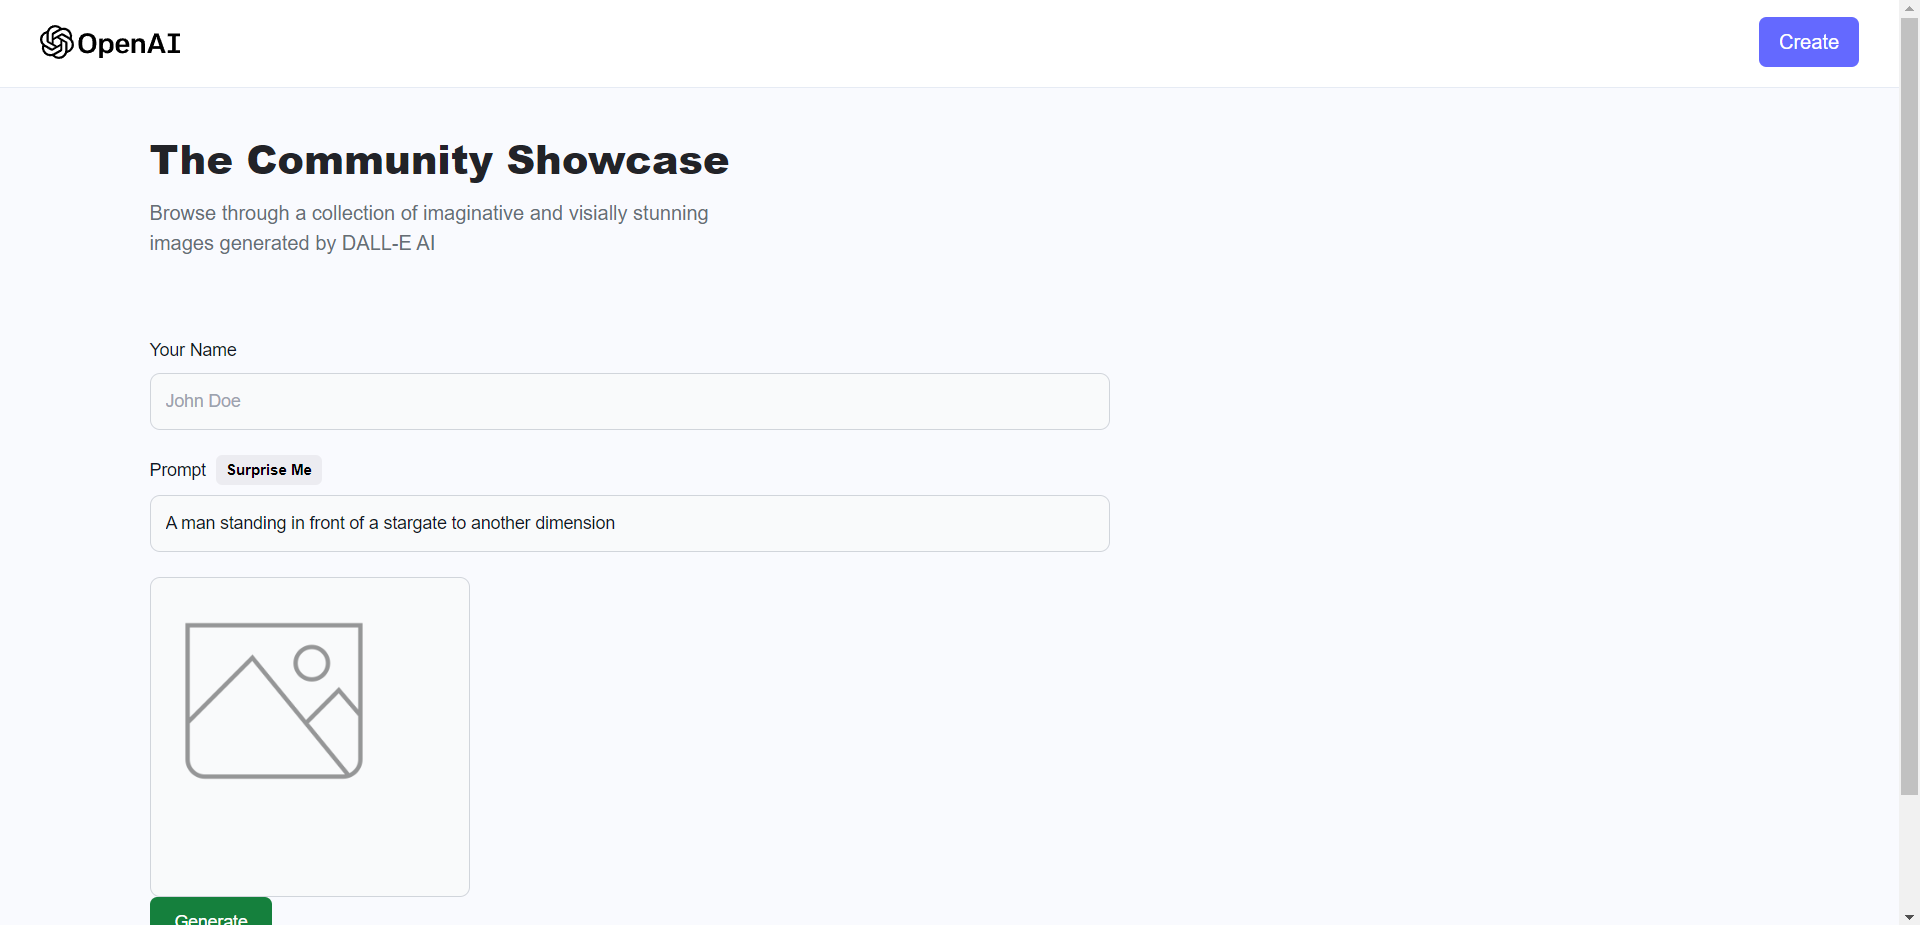 OpenAI
Create
The Community Showcase
Browse through a collection of imaginative and visially stunning
images generated by DALL-E AI
Your Name
John Doe
Prompt Surprise Me
A man standing in front of a stargate to another dimension
Generate